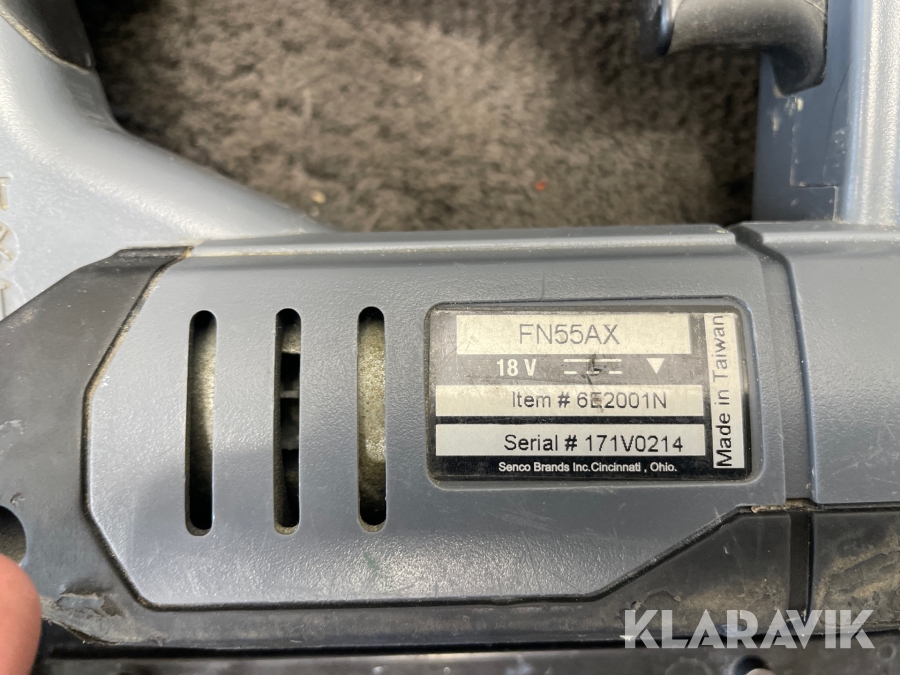 FN55AX
18 V
Item # 6E2001N
Serial # 171V0214
Senco Brands Inc.Cincinnati , Ohio.
Made in Taiwan
KLARAVIK